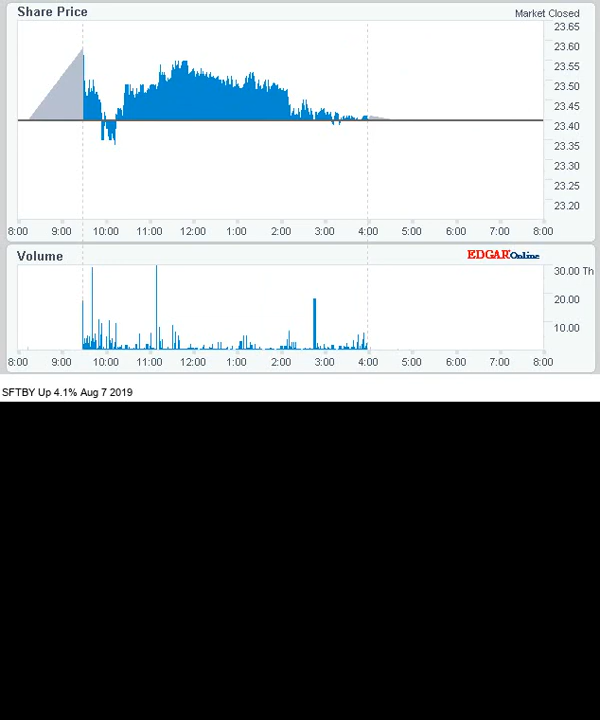 Share Price
Market Closed
23.65
23.60
23.55
23.50
23.45
23.40
23.35
23.30
23.25
23.20
8:00 9:00 10:00 11:00 12:00 1:00 2:00 3:00 4:00 5:00 6:00 7:00 8:00
Volume
EDGAR Online
30.00 Th
20.00
10.00
8:00 9:00 10:00 11:00 12:00 1:00 2:00 3:00 4:00 5:00 6:00 7:00 8:00
SFTBY Up 4.1% Aug 7 2019